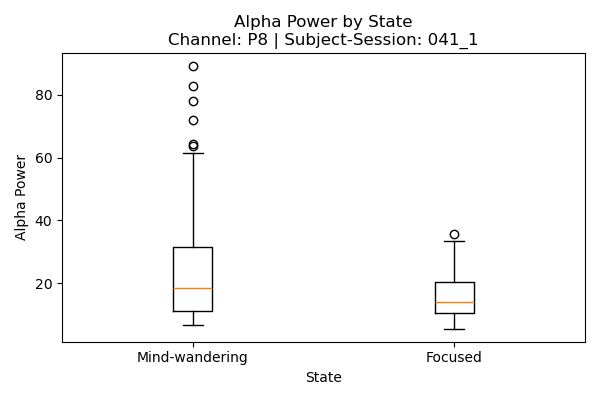 Alpha Power by State
Channel: P8 | Subject-Session: 041_1
80
60
40
20
Alpha Power
Mind-wandering
Focused
State